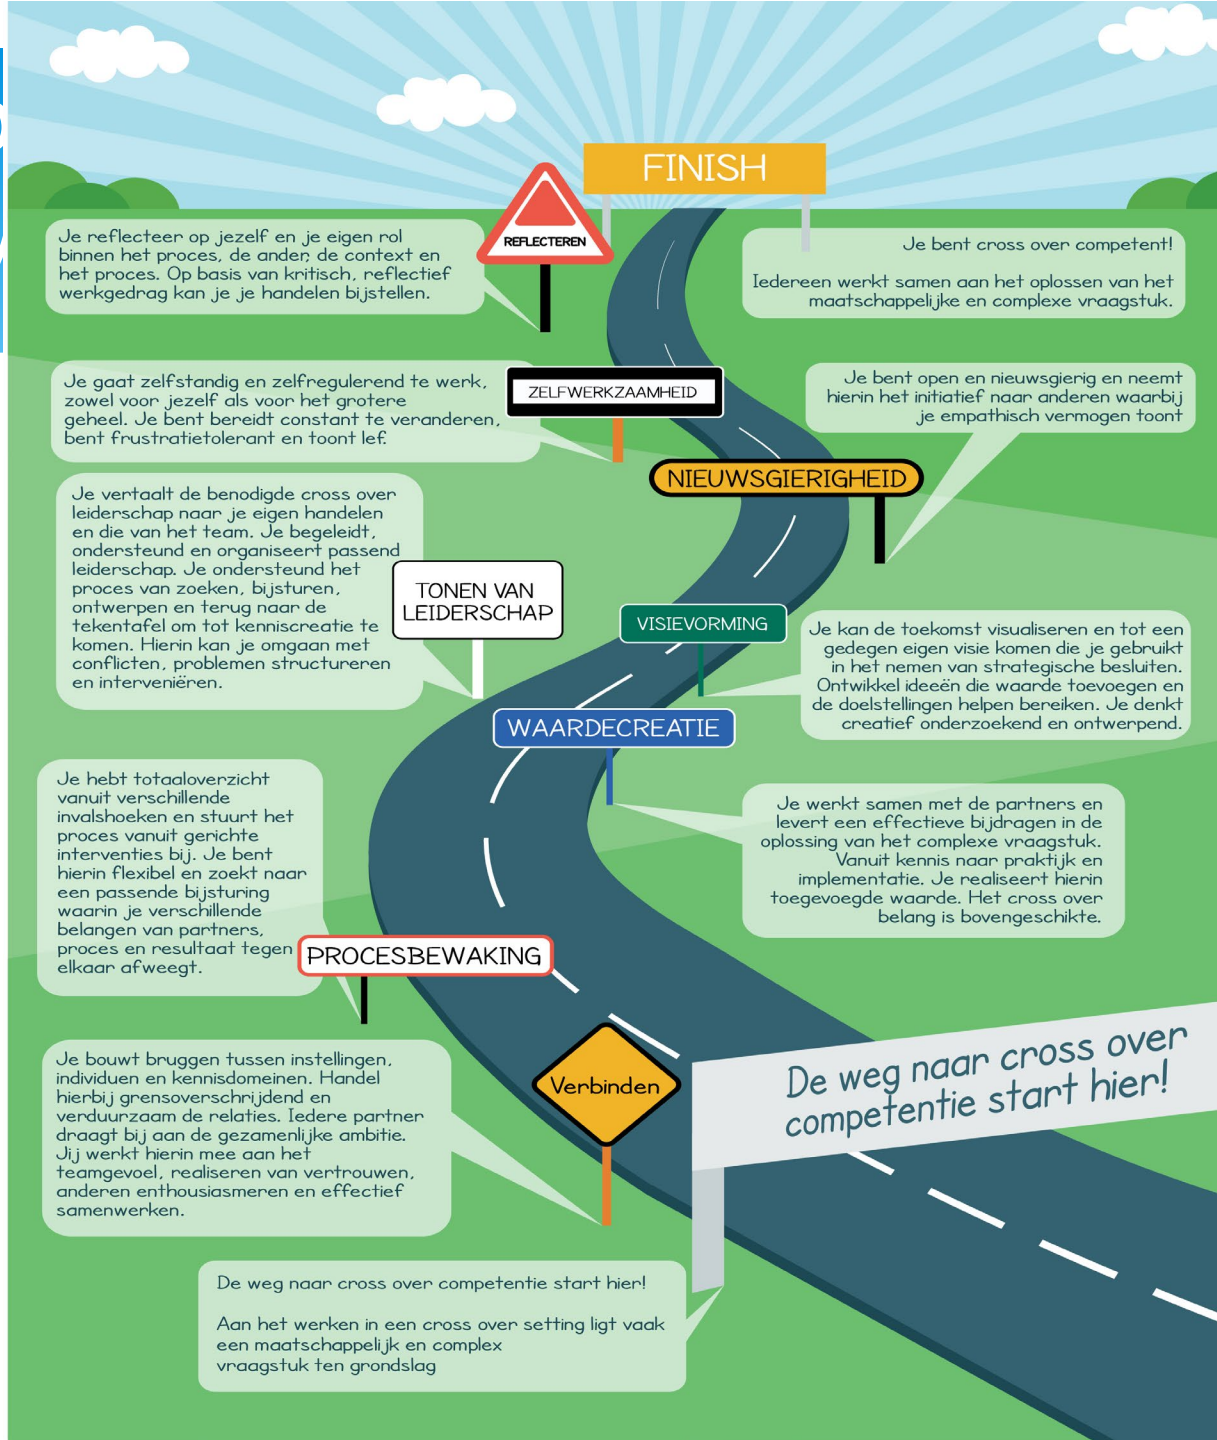 FINISH
REFLECTEREN
Je reflecteer op jezelf en je eigen rol
binnen het proces, de ander, de context en
het proces. Op basis van kritisch, reflectief
werkgedrag kan je je handelen bijstellen.
Je bent cross over competent!
Iedereen werkt samen aan het oplossen van het
maatschappelijke en complexe vraagstuk.
Je gaat zelfstandig en zelfregulerend te werk,
zowel voor jezelf als voor het grotere
geheel. Je bent bereidt constant te veranderen,
bent frustratietolerant en toont lef.
ZELFWERKZAAMHEID
Je bent open en nieuwsgierig en neemt
hierin het initiatief naar anderen waarbij
je empathisch vermogen toont
NIEUWSGIERIGHEID
Je vertaalt de benodigde cross over
leiderschap naar je eigen handelen
en die van het team. Je begeleidt,
ondersteund en organiseert passend
leiderschap. Je ondersteund het
proces van zoeken, bijsturen,
ontwerpen en terug naar de
tekentafel om tot kenniscreatie te
komen. Hierin kan je omgaan met
conflicten, problemen structureren
en interveniëren.
TONEN VAN
LEIDERSCHAP
VISIEVORMING
Je kan de toekomst visualiseren en tot een
gedegen eigen visie komen die je gebruikt
in het nemen van strategische besluiten.
Ontwikkel ideeën die waarde toevoegen en
de doelstellingen helpen bereiken. Je denkt
creatief onderzoekend en ontwerpend.
WAARDECREATIE
Je werkt samen met de partners en
levert een effectieve bijdragen in de
oplossing van het complexe vraagstuk.
Vanuit kennis naar praktijk en
implementatie. Je realiseert hierin
toegevoegde waarde. Het cross over
belang is bovengeschikte.
Je hebt totaaloverzicht
vanuit verschillende
invalshoeken en stuurt het
proces vanuit gerichte
interventies bij. Je bent
hierin flexibel en zoekt naar
een passende bijsturing
waarin je verschillende
belangen van partners,
proces en resultaat tegen
elkaar afweegt.
PROCESBEWAKING
Je bouwt bruggen tussen instellingen,
individuen en kennisdomeinen. Handel
hierbij grensoverschrijdend en
verduurzaam de relaties. Iedere partner
draagt bij aan de gezamenlijke ambitie.
Jij werkt hierin mee aan het
teamgevoel, realiseren van vertrouwen,
anderen enthousiasmeren en effectief
samenwerken.
Verbinden
De weg naar cross over
competentie start hier!
De weg naar cross over competentie start hier!
Aan het werken in een cross over setting ligt vaak
een maatschappelijk en complex
vraagstuk ten grondslag